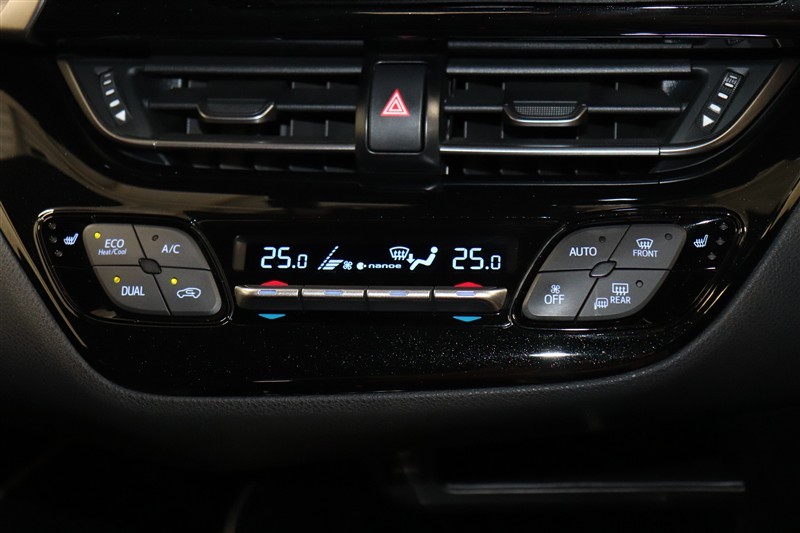 ECO
Heat/Cool
A/C
DUAL
25.0
nanoe
25.0
AUTO
FRONT
OFF
REAR